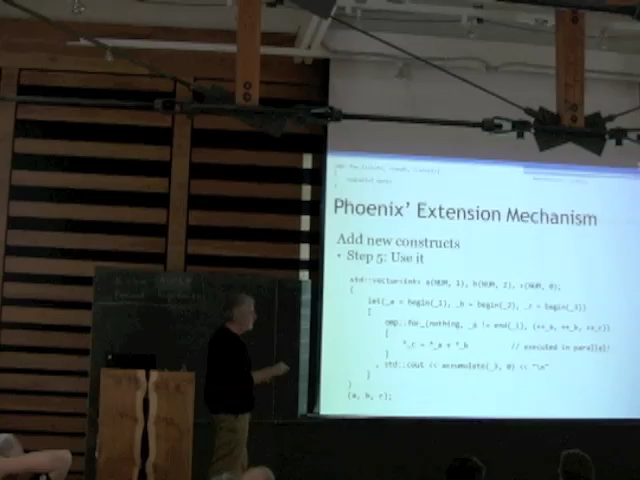 Phoenix' Extension Mechanism
Add new constructs
• Step 5: Use it
std::vector<int> a(NUM, 1), b(NUM, 2), c(NUM, 0);
(
let(_a = begin(_1), _b = begin(_2), _c = begin(_3))
[
omp::for_(nothing, _a != end(_1), (++_a, ++_b, ++_c))
[
*_c = *_a + *_b // executed in parallel!
]
, std::cout << accumulate(_3, 0) << "\n"
]
)
(a, b, c);